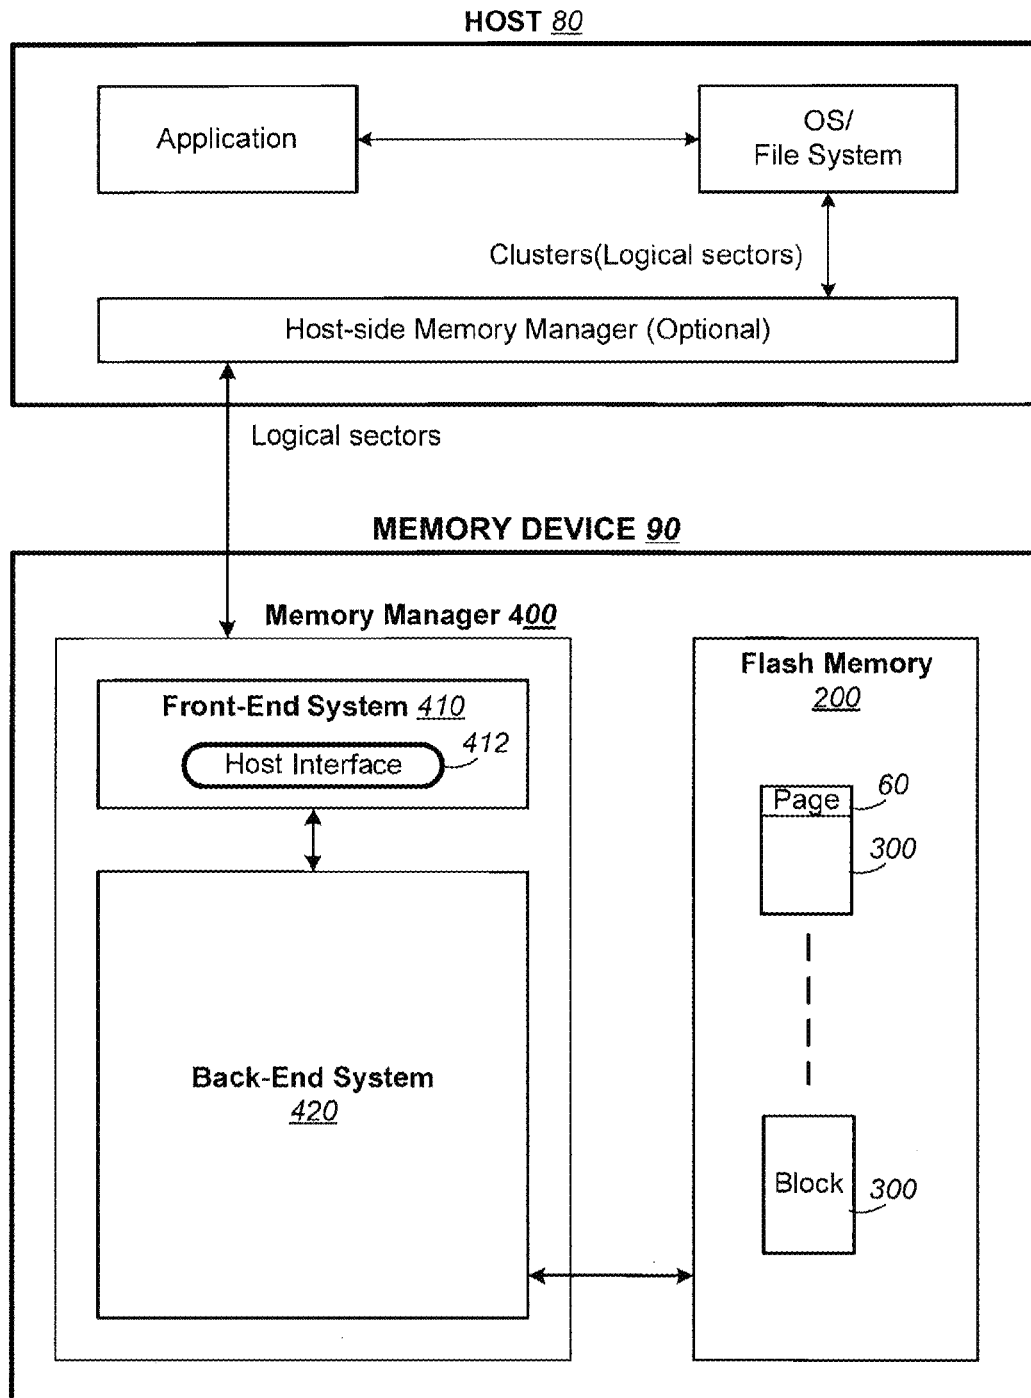 HOST 80
Application
OS/
File System
Clusters(Logical sectors)
Host-side Memory Manager (Optional)
Logical sectors
MEMORY DEVICE 90
Memory Manager 400
Flash Memory
200
Front-End System 410
412
Host Interface
Page
60
300
Back-End System
420
Block
300